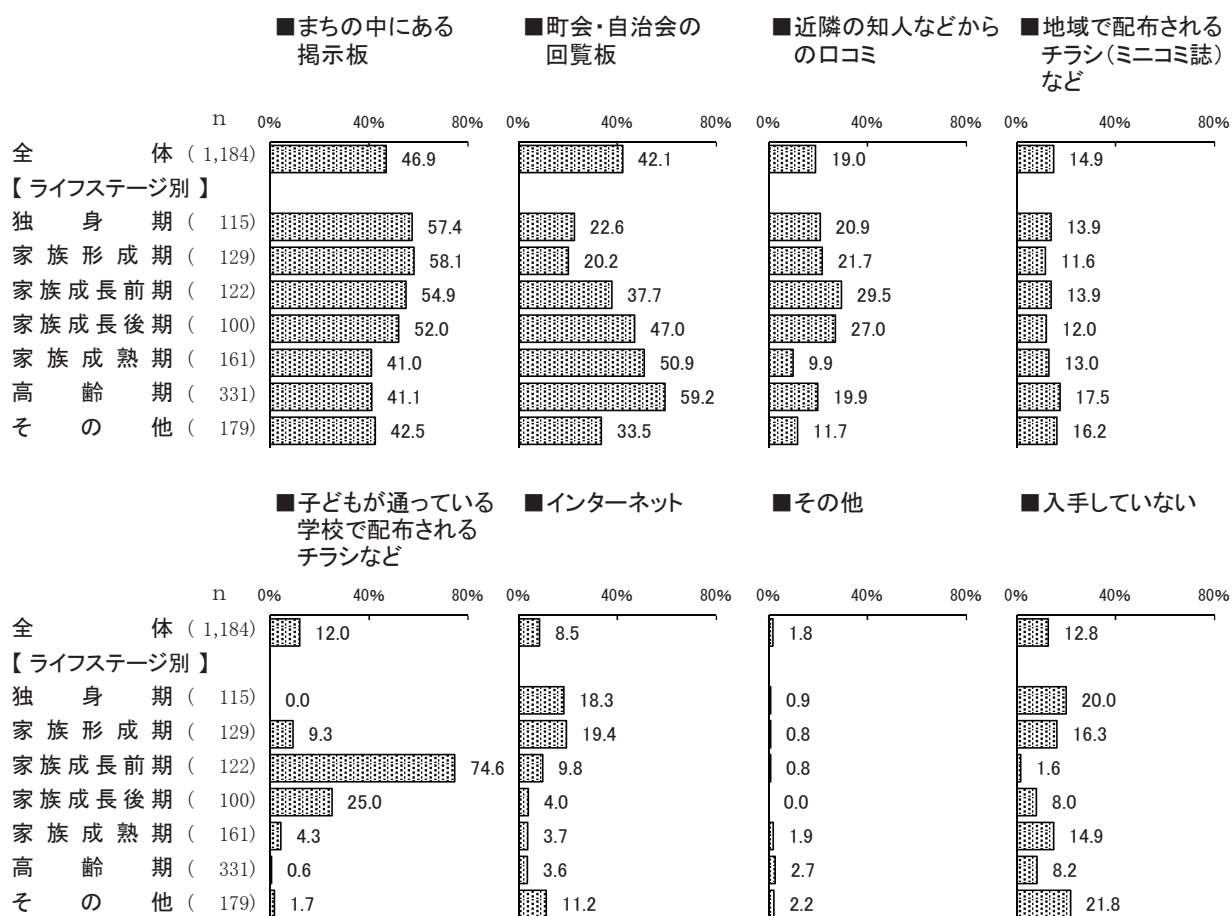 ■まちの中にある ■町会・自治会の ■近隣の知人などから ■地域で配布される
掲示板 回覧板 の口コミ チラシ(ミニコミ誌)
など
n 0% 40% 80% 0% 40% 80% 0% 40% 80% 0% 40% 80%
全体 ( 1,184) 46.9 42.1 19.0 14.9
【 ライフステージ別 】
独身期 ( 115) 57.4 22.6 20.9 13.9
家族形成期 ( 129) 58.1 20.2 21.7 11.6
家族成長前期 ( 122) 54.9 37.7 29.5 13.9
家族成長後期 ( 100) 52.0 47.0 27.0 12.0
家族成熟期 ( 161) 41.0 50.9 9.9 13.0
高齢期 ( 331) 41.1 59.2 19.9 17.5
その他 ( 179) 42.5 33.5 11.7 16.2
■子どもが通っている ■インターネット ■その他 ■入手していない
学校で配布される
チラシなど
n 0% 40% 80% 0% 40% 80% 0% 40% 80% 0% 40% 80%
全体 ( 1,184) 12.0 8.5 1.8 12.8
【 ライフステージ別 】
独身期 ( 115) 0.0 18.3 0.9 20.0
家族形成期 ( 129) 9.3 19.4 0.8 16.3
家族成長前期 ( 122) 74.6 9.8 0.8 1.6
家族成長後期 ( 100) 25.0 4.0 0.0 8.0
家族成熟期 ( 161) 4.3 3.7 1.9 14.9
高齢期 ( 331) 0.6 3.6 2.7 8.2
その他 ( 179) 1.7 11.2 2.2 21.8